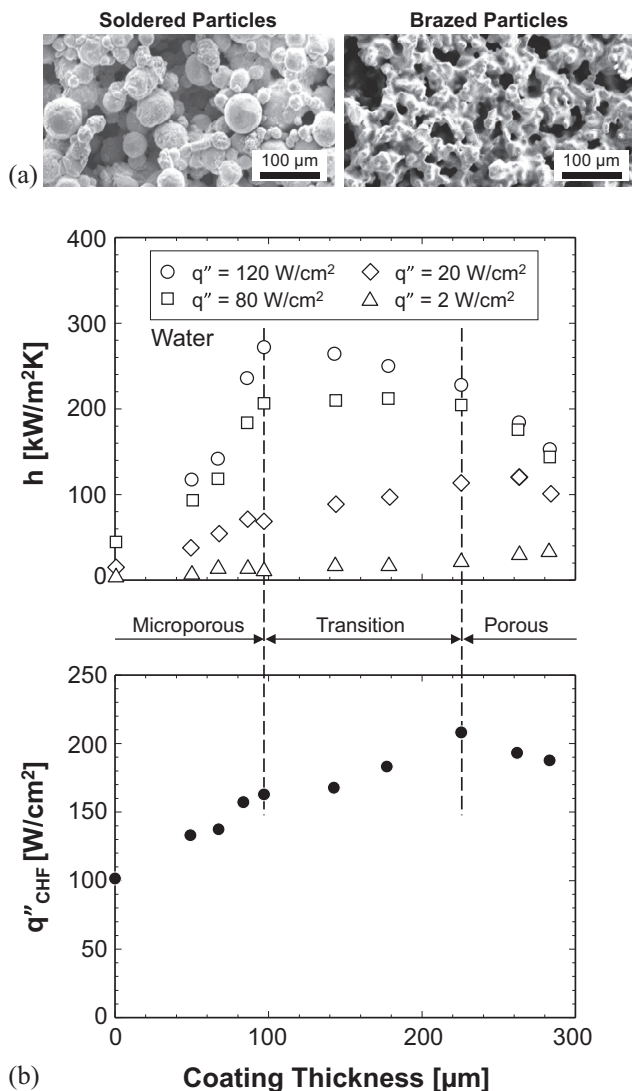 Soldered Particles Brazed Particles
100 µm 100 µm
(a)
400
300
200
100
0
h [kW/m²K]
q″ = 120 W/cm² q″ = 20 W/cm²
q″ = 80 W/cm² q″ = 2 W/cm²
Water
Microporous Transition Porous
250
200
150
100
50
0
q″CHF [W/cm²]
0 100 200 300
(b) Coating Thickness [µm]